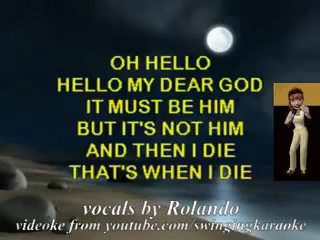 OH HELLO
HELLO MY DEAR GOD
IT MUST BE HIM
BUT IT'S NOT HIM
AND THEN I DIE
THAT'S WHEN I DIE
vocals by Rolando
videoke from youtube.com/swingingkaraoke